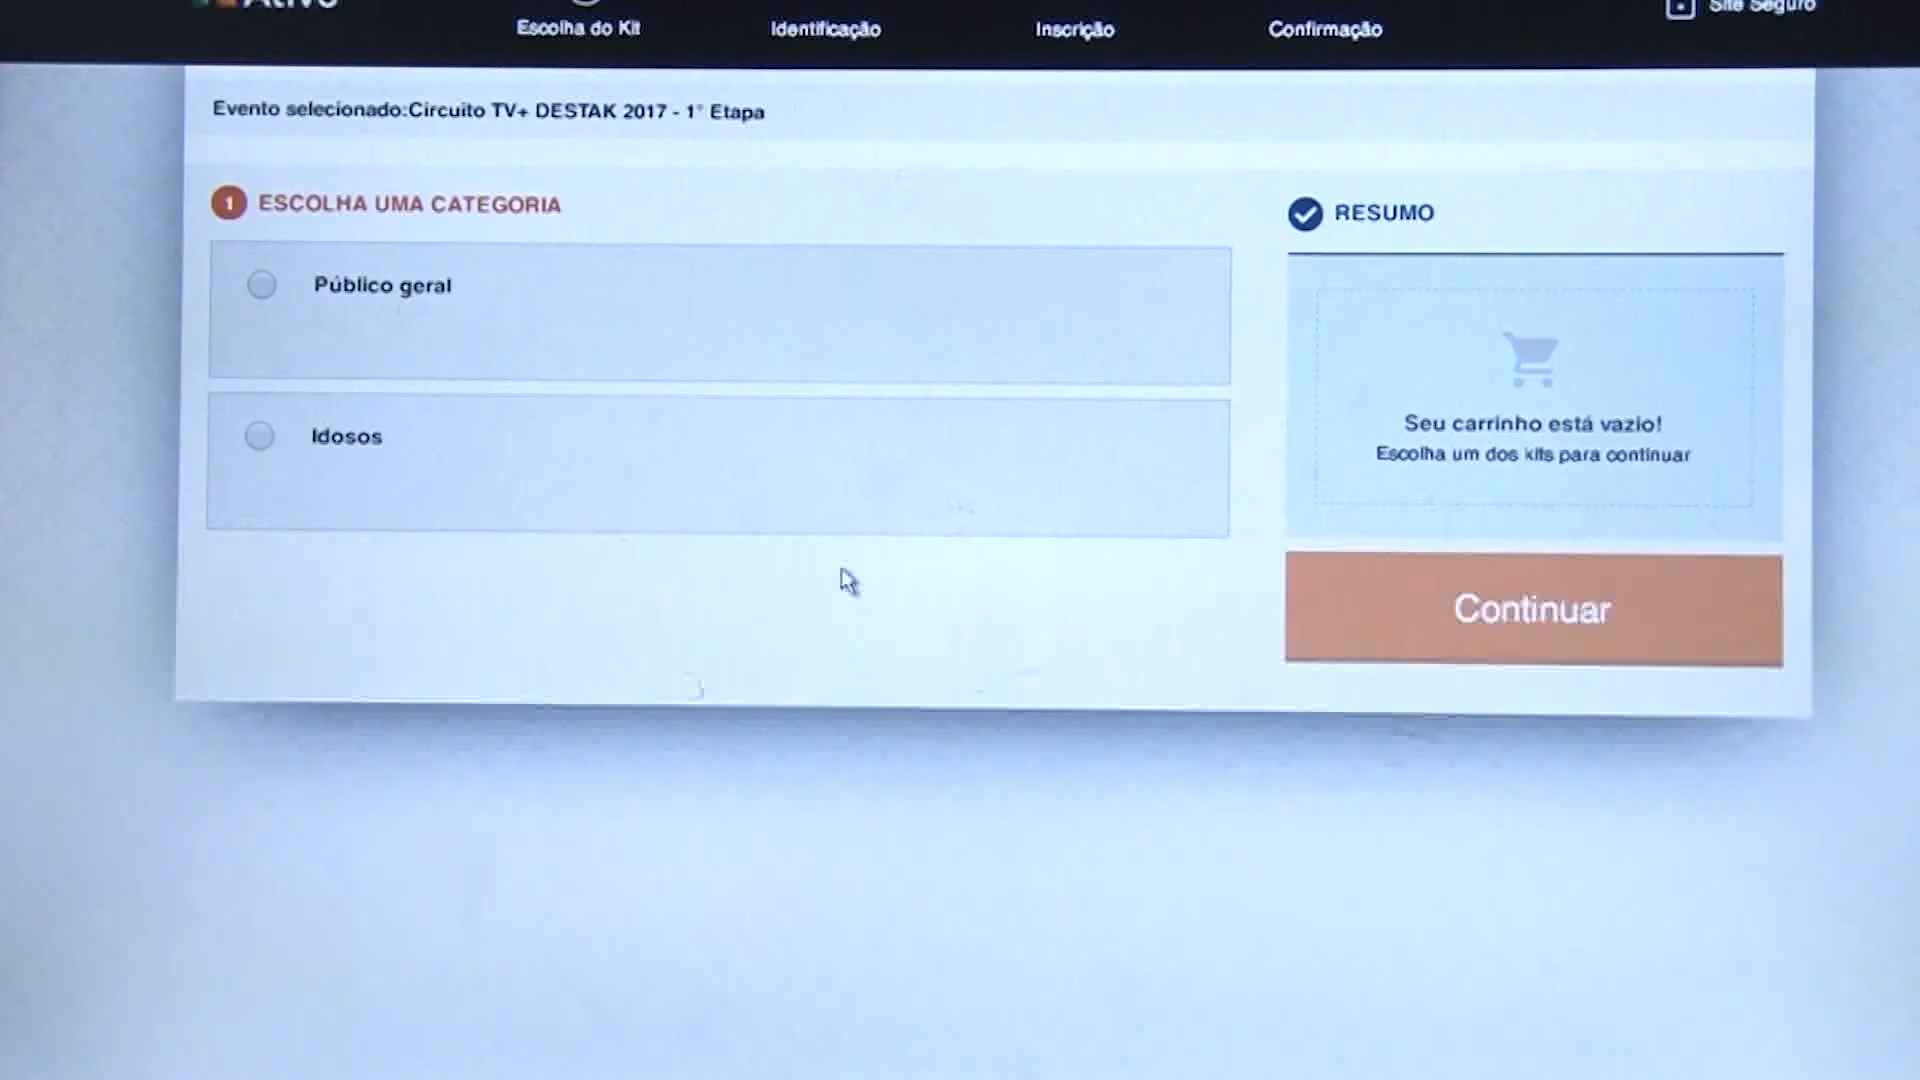 Ativo
Escolha do Kit
Identificação
Inscrição
Confirmação
Site Seguro
Evento selecionado:Circuito TV+ DESTAK 2017 - 1° Etapa
1 ESCOLHA UMA CATEGORIA
Público geral
Idosos
RESUMO
Seu carrinho está vazio!
Escolha um dos kits para continuar
Continuar